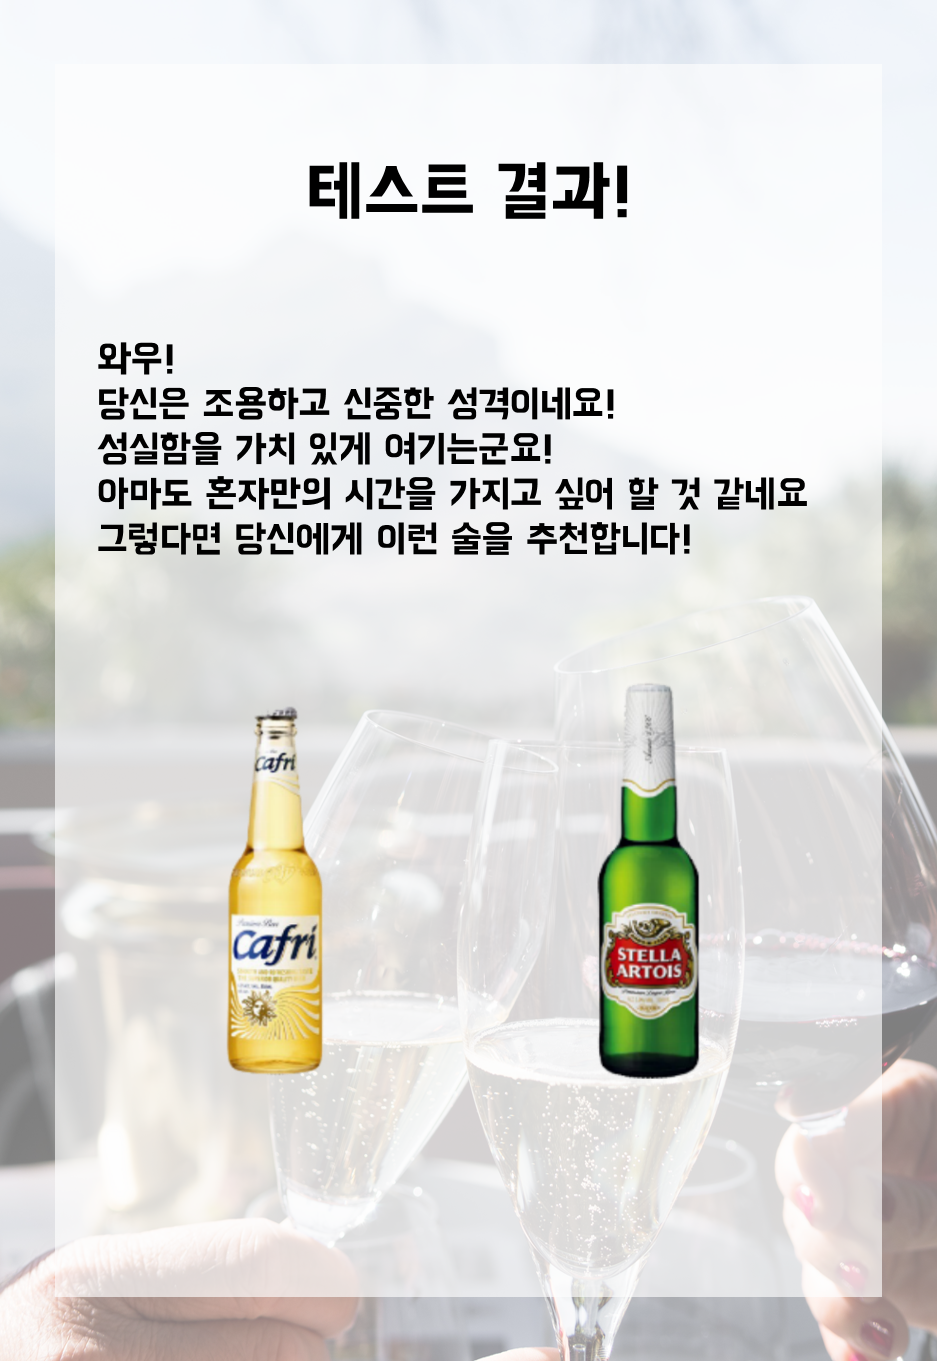 테스트 결과!
와우!
당신은 조용하고 신중한 성격이네요!
성실함을 가치 있게 여기는군요!
아마도 혼자만의 시간을 가지고 싶어 할 것 같네요
그렇다면 당신에게 이런 술을 추천합니다!
Cafri
Cafri
STELLA
ARTOIS